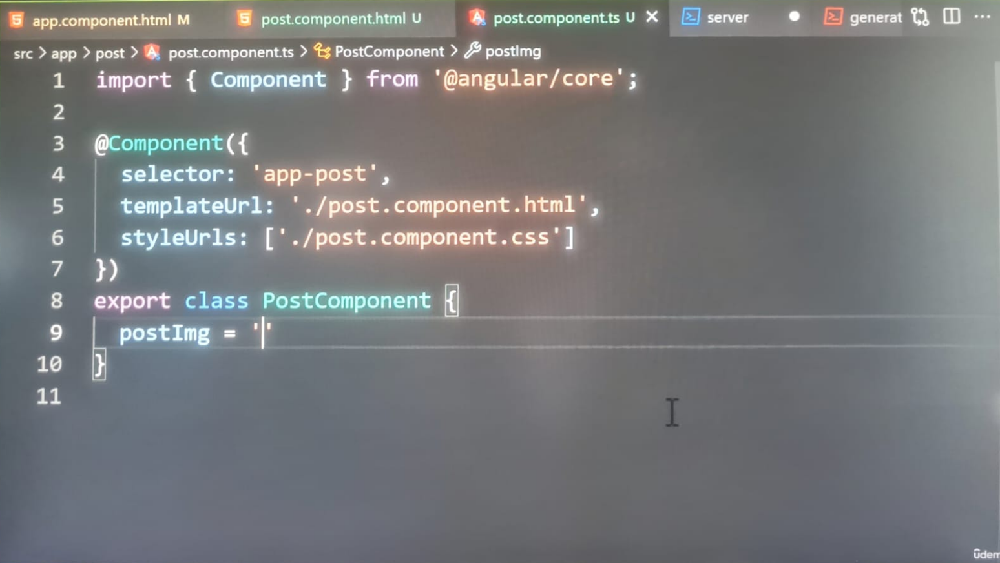 app.component.html M post.component.html U post.component.ts U server generat
src > app > post > post.component.ts > PostComponent > postImg
1 import { Component } from '@angular/core';
2
3 @Component({
4 selector: 'app-post',
5 templateUrl: './post.component.html',
6 styleUrls: ['./post.component.css']
7 })
8 export class PostComponent {
9 postImg = ''
10 }
11
ûdem